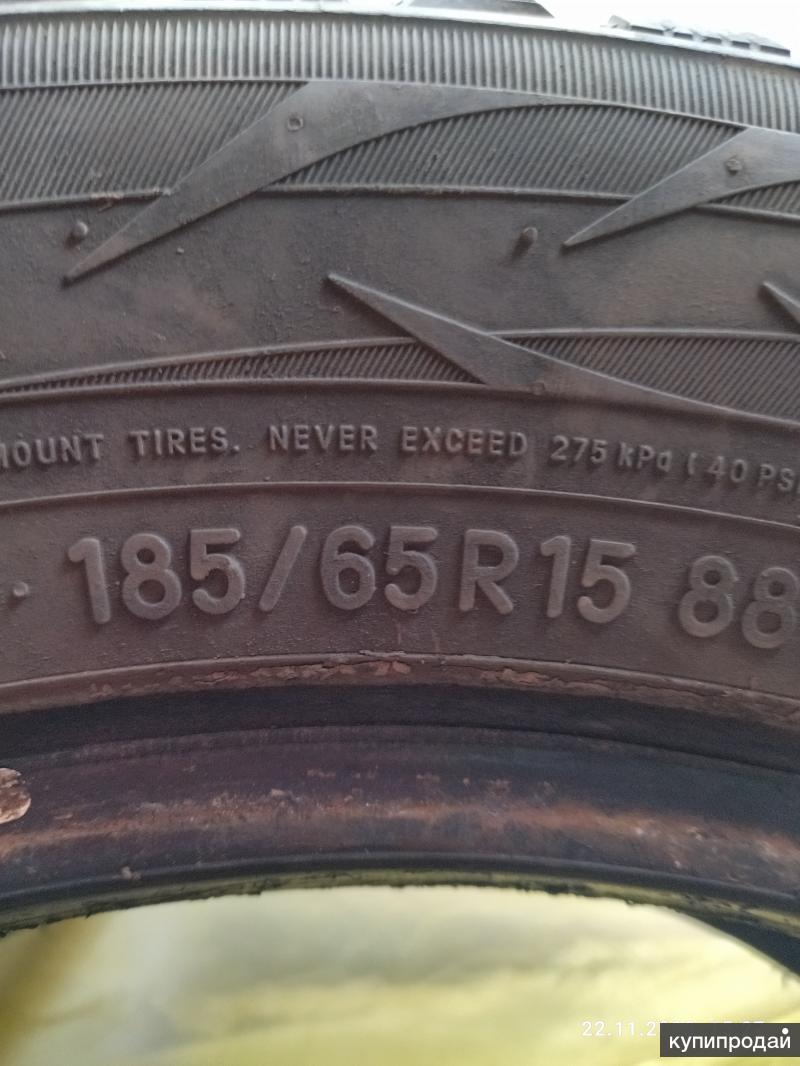 MOUNT TIRES. NEVER EXCEED 275 kPa ( 40 PSI
185/65R15 88
22.11.2
купипродай